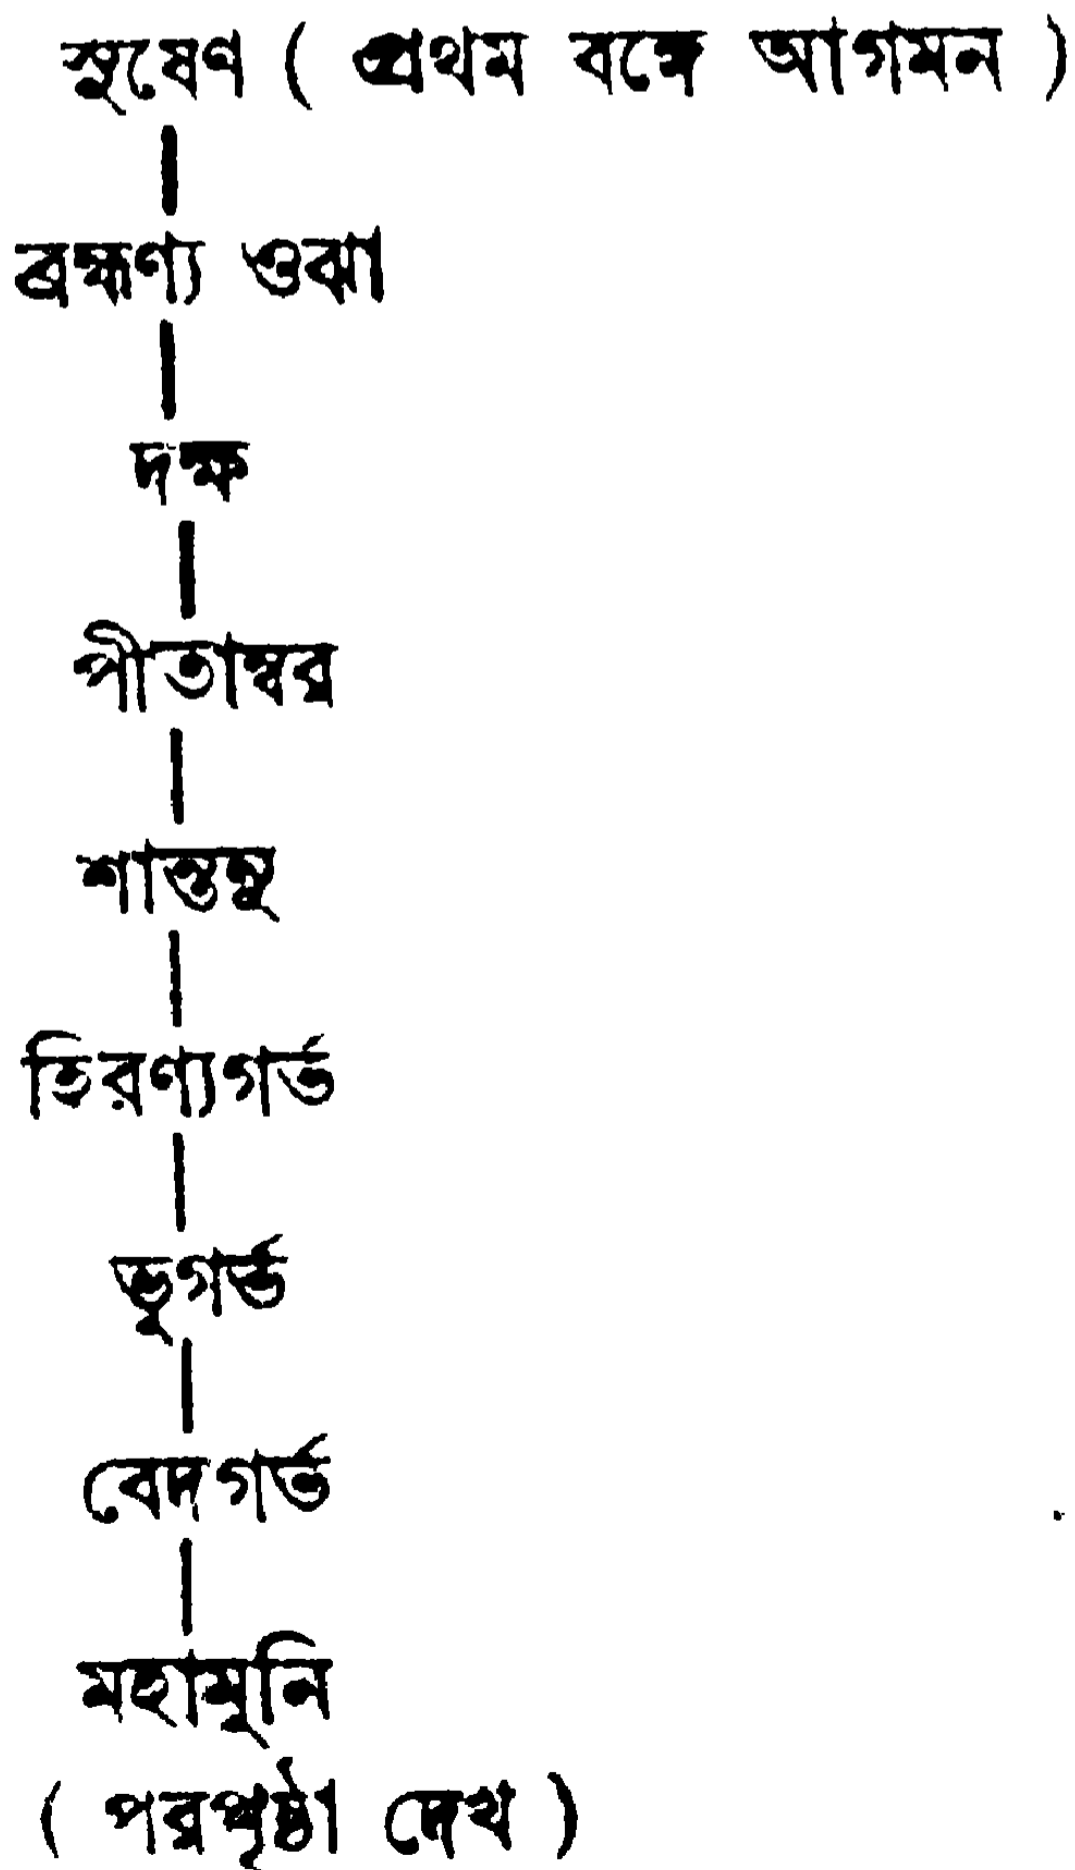 সুষেণ ( প্রথম বঙ্গে আগমন )
ব্রহ্মণ্য ওঝা
দক্ষ
পীতাম্বর
শান্তনু
হিরণ্যগর্ভ
ভূগর্ভ
বেদগর্ভ
মহামুনি
( পরপৃষ্ঠা দেখ )